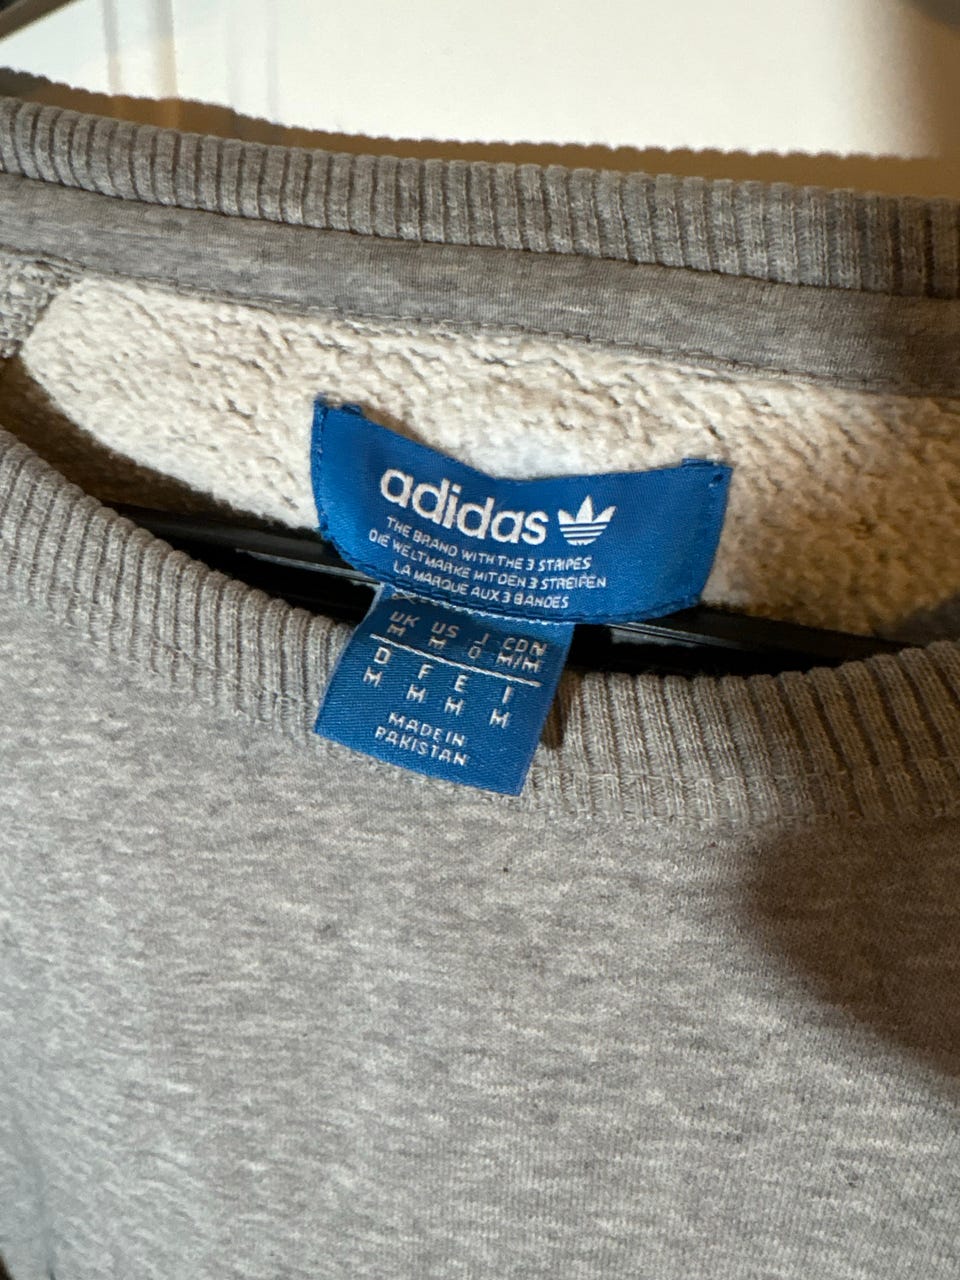 adidas
THE BRAND WITH THE 3 STRIPES
DIE WELTMARKE MIT DEN 3 STREIFEN
LA MARQUE AUX 3 BANDES
UK US J CDN
M M O M/M
D F E I
M M M M
MADE IN
PAKISTAN